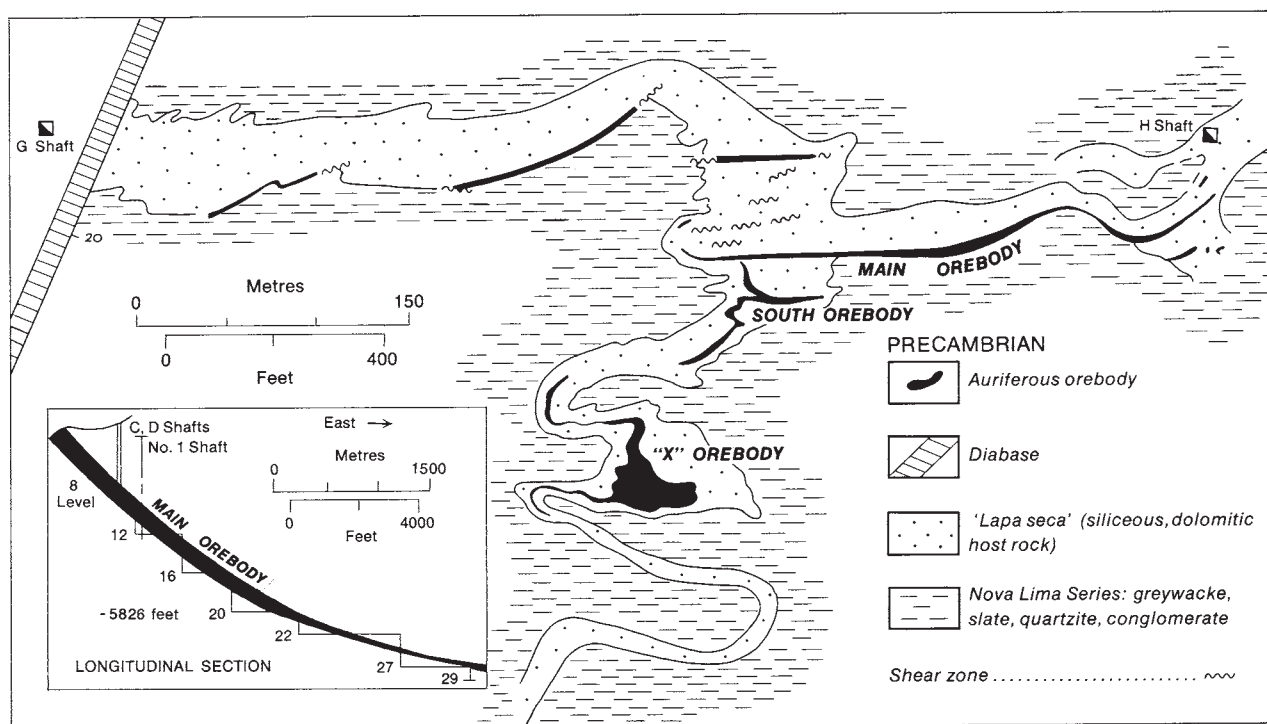 G Shaft
H Shaft
20
Metres
0 150
0 400
Feet
MAIN OREBODY
SOUTH OREBODY
"X" OREBODY
PRECAMBRIAN
Auriferous orebody
Diabase
'Lapa seca' (siliceous, dolomitic
host rock)
Nova Lima Series: greywacke,
slate, quartzite, conglomerate
Shear zone
C, D Shafts
No. 1 Shaft
East
Metres
0 1500
0 4000
Feet
8
Level
MAIN OREBODY
12
16
- 5826 feet
20
22
27
29
LONGITUDINAL SECTION